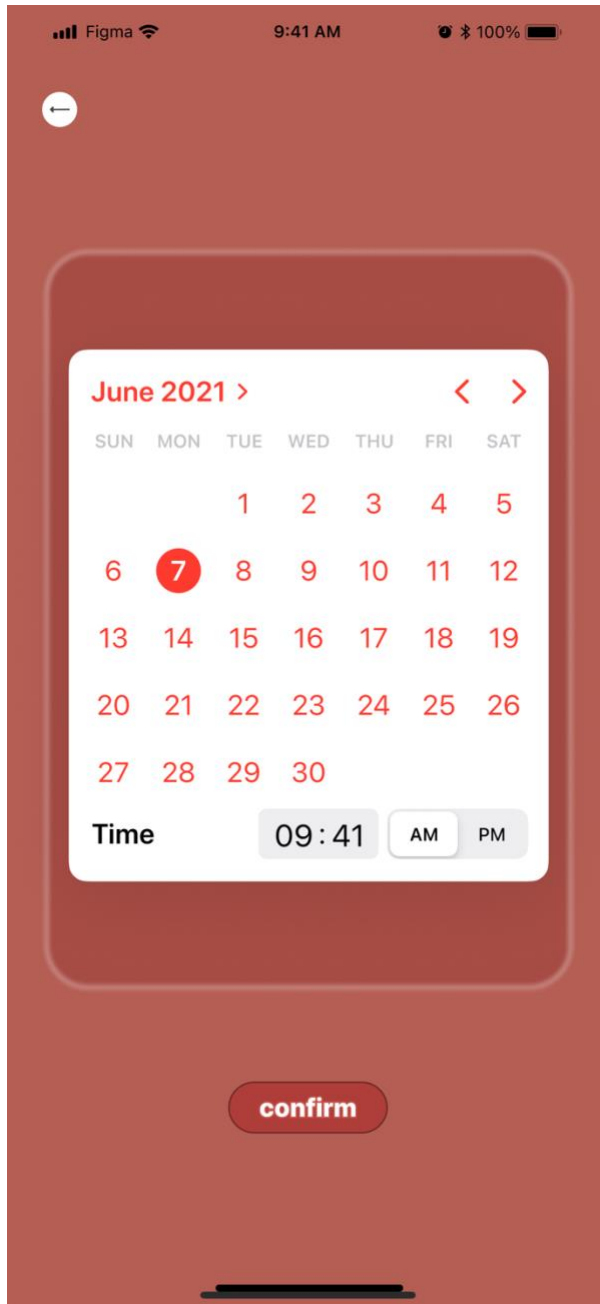 Figma 9:41 AM 100%
June 2021 >
SUN MON TUE WED THU FRI SAT
1 2 3 4 5
6 7 8 9 10 11 12
13 14 15 16 17 18 19
20 21 22 23 24 25 26
27 28 29 30
Time 09:41 AM PM
confirm